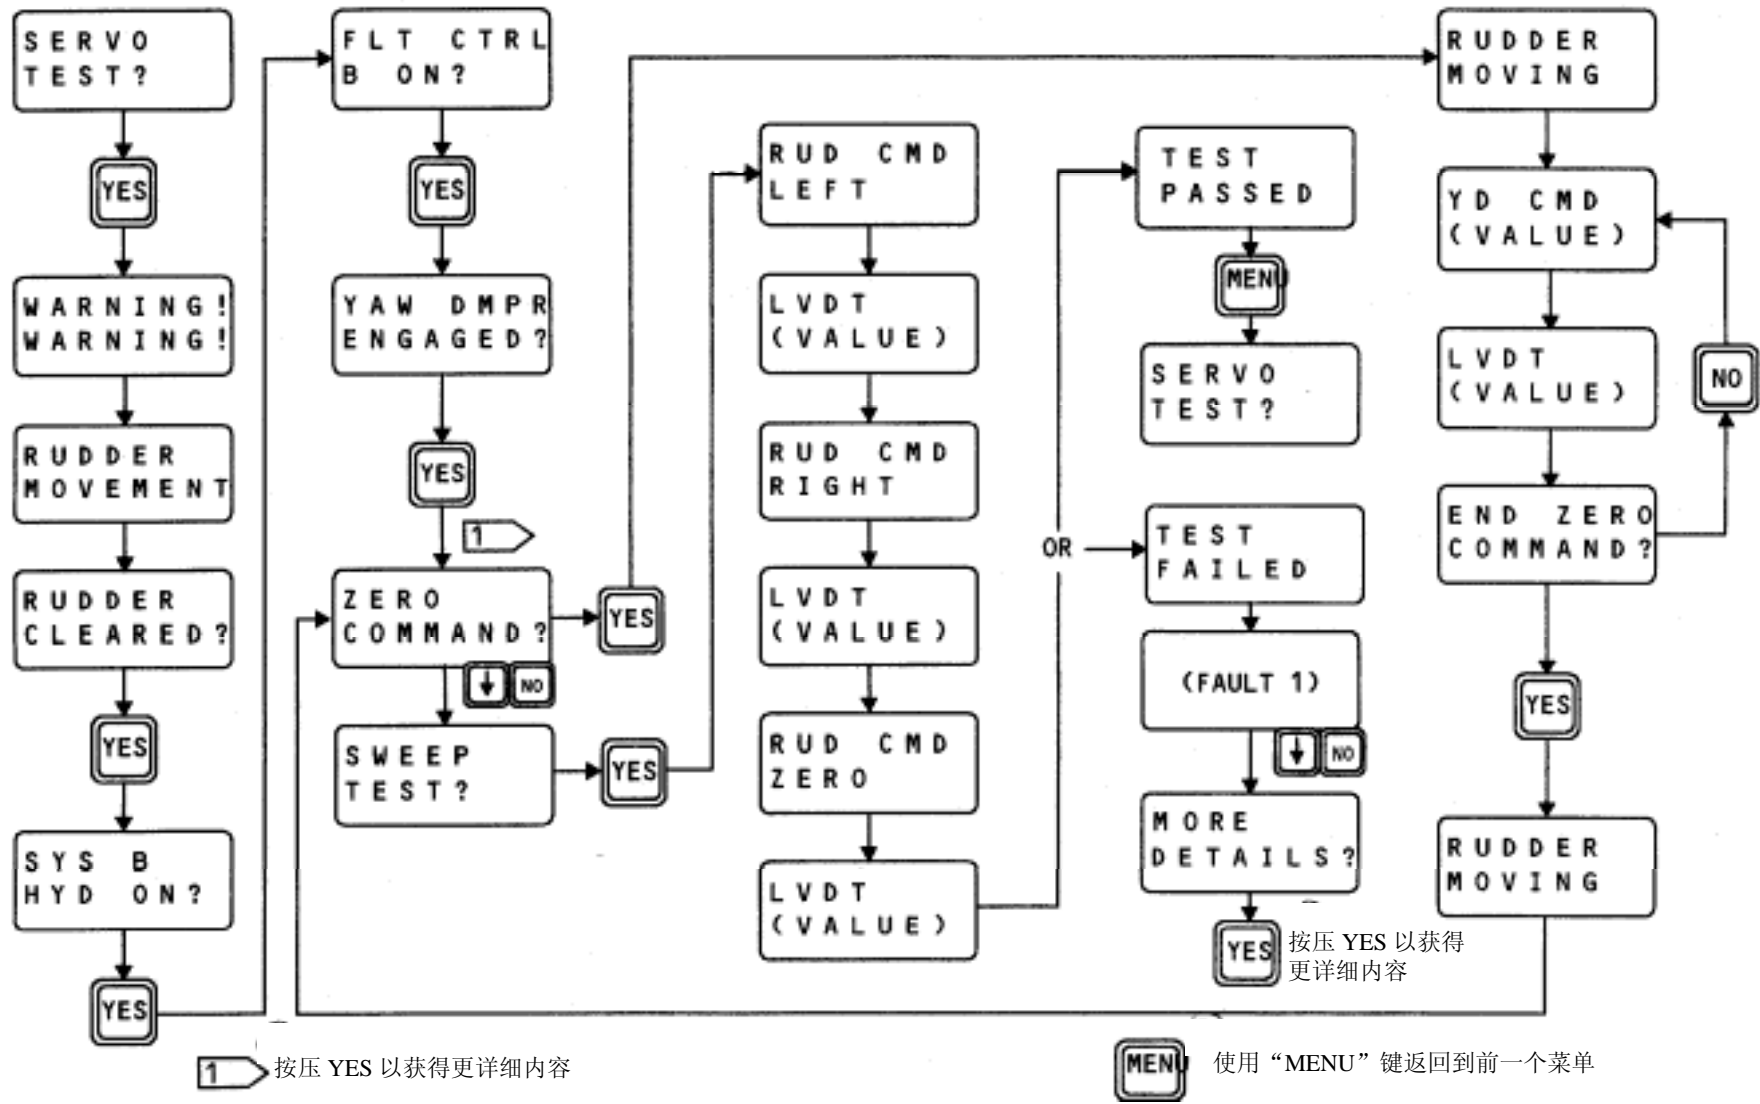 SERVO
TEST?
YES
WARNING!
WARNING!
RUDDER
MOVEMENT
RUDDER
CLEARED?
YES
SYS B
HYD ON?
YES
FLT CTRL
B ON?
YES
YAW DMPR
ENGAGED?
YES
1
ZERO
COMMAND?
YES
↓ NO
SWEEP
TEST?
YES
RUD CMD
LEFT
LVDT
(VALUE)
RUD CMD
RIGHT
LVDT
(VALUE)
RUD CMD
ZERO
LVDT
(VALUE)
OR
TEST
PASSED
MENU
SERVO
TEST?
TEST
FAILED
(FAULT 1)
↓ NO
MORE
DETAILS?
YES
按压 YES 以获得
更详细内容
RUDDER
MOVING
YD CMD
(VALUE)
LVDT
(VALUE)
NO
END ZERO
COMMAND?
YES
RUDDER
MOVING
1 按压 YES 以获得更详细内容
MENU 使用“MENU”键返回到前一个菜单